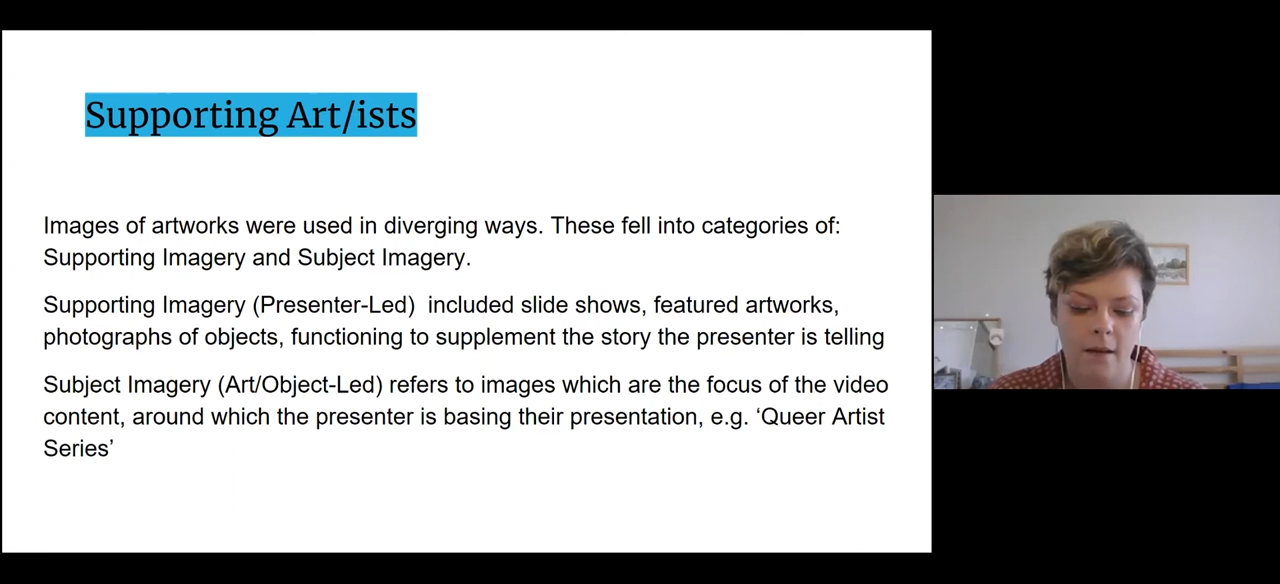 Supporting Art/ists
Images of artworks were used in diverging ways. These fell into categories of:
Supporting Imagery and Subject Imagery.
Supporting Imagery (Presenter-Led)  included slide shows, featured artworks,
photographs of objects, functioning to supplement the story the presenter is telling
Subject Imagery (Art/Object-Led) refers to images which are the focus of the video
content, around which the presenter is basing their presentation, e.g. ‘Queer Artist
Series’